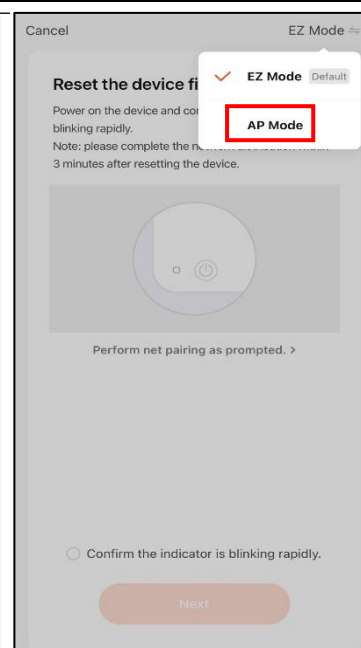 Cancel
EZ Mode
Reset the device fi
EZ Mode Default
Power on the device and co
blinking rapidly.
AP Mode
Note: please complete the
3 minutes after resetting the device.
Perform net pairing as prompted. >
Confirm the indicator is blinking rapidly.
Next